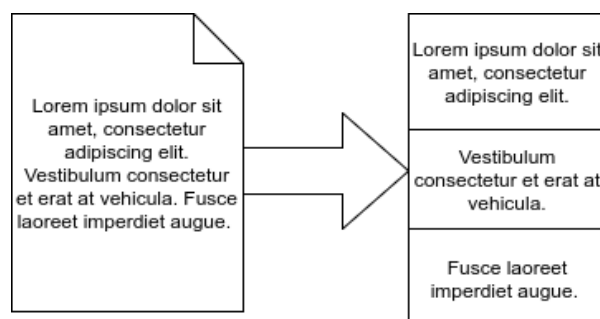 Lorem ipsum dolor sit
amet, consectetur
adipiscing elit.
Vestibulum consectetur
et erat at vehicula. Fusce
laoreet imperdiet augue.
Lorem ipsum dolor sit
amet, consectetur
adipiscing elit.
Vestibulum
consectetur et erat at
vehicula.
Fusce laoreet
imperdiet augue.